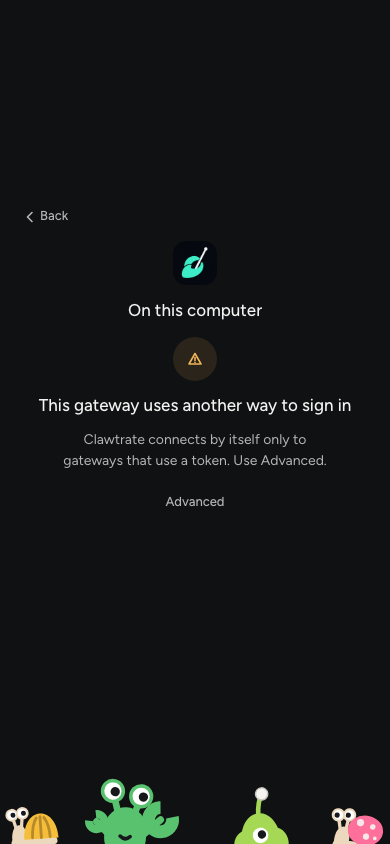 Back
On this computer
This gateway uses another way to sign in
Clawtrate connects by itself only to
gateways that use a token. Use Advanced.
Advanced